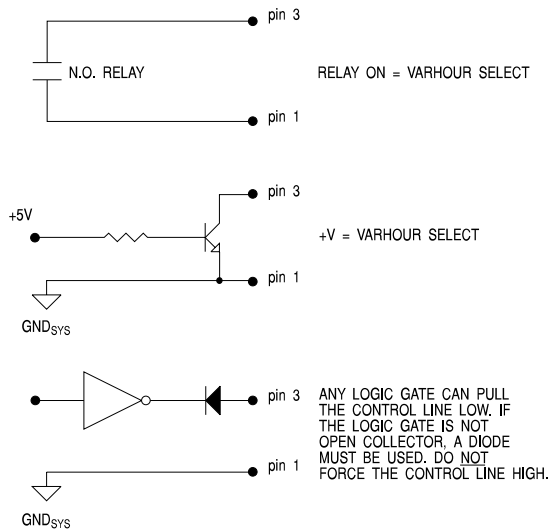 pin 3
N.O. RELAY
RELAY ON = VARHOUR SELECT
pin 1
pin 3
+5V
+V = VARHOUR SELECT
pin 1
GNDSYS
pin 3
ANY LOGIC GATE CAN PULL
THE CONTROL LINE LOW. IF
THE LOGIC GATE IS NOT
OPEN COLLECTOR, A DIODE
MUST BE USED. DO NOT
FORCE THE CONTROL LINE HIGH.
pin 1
GNDSYS